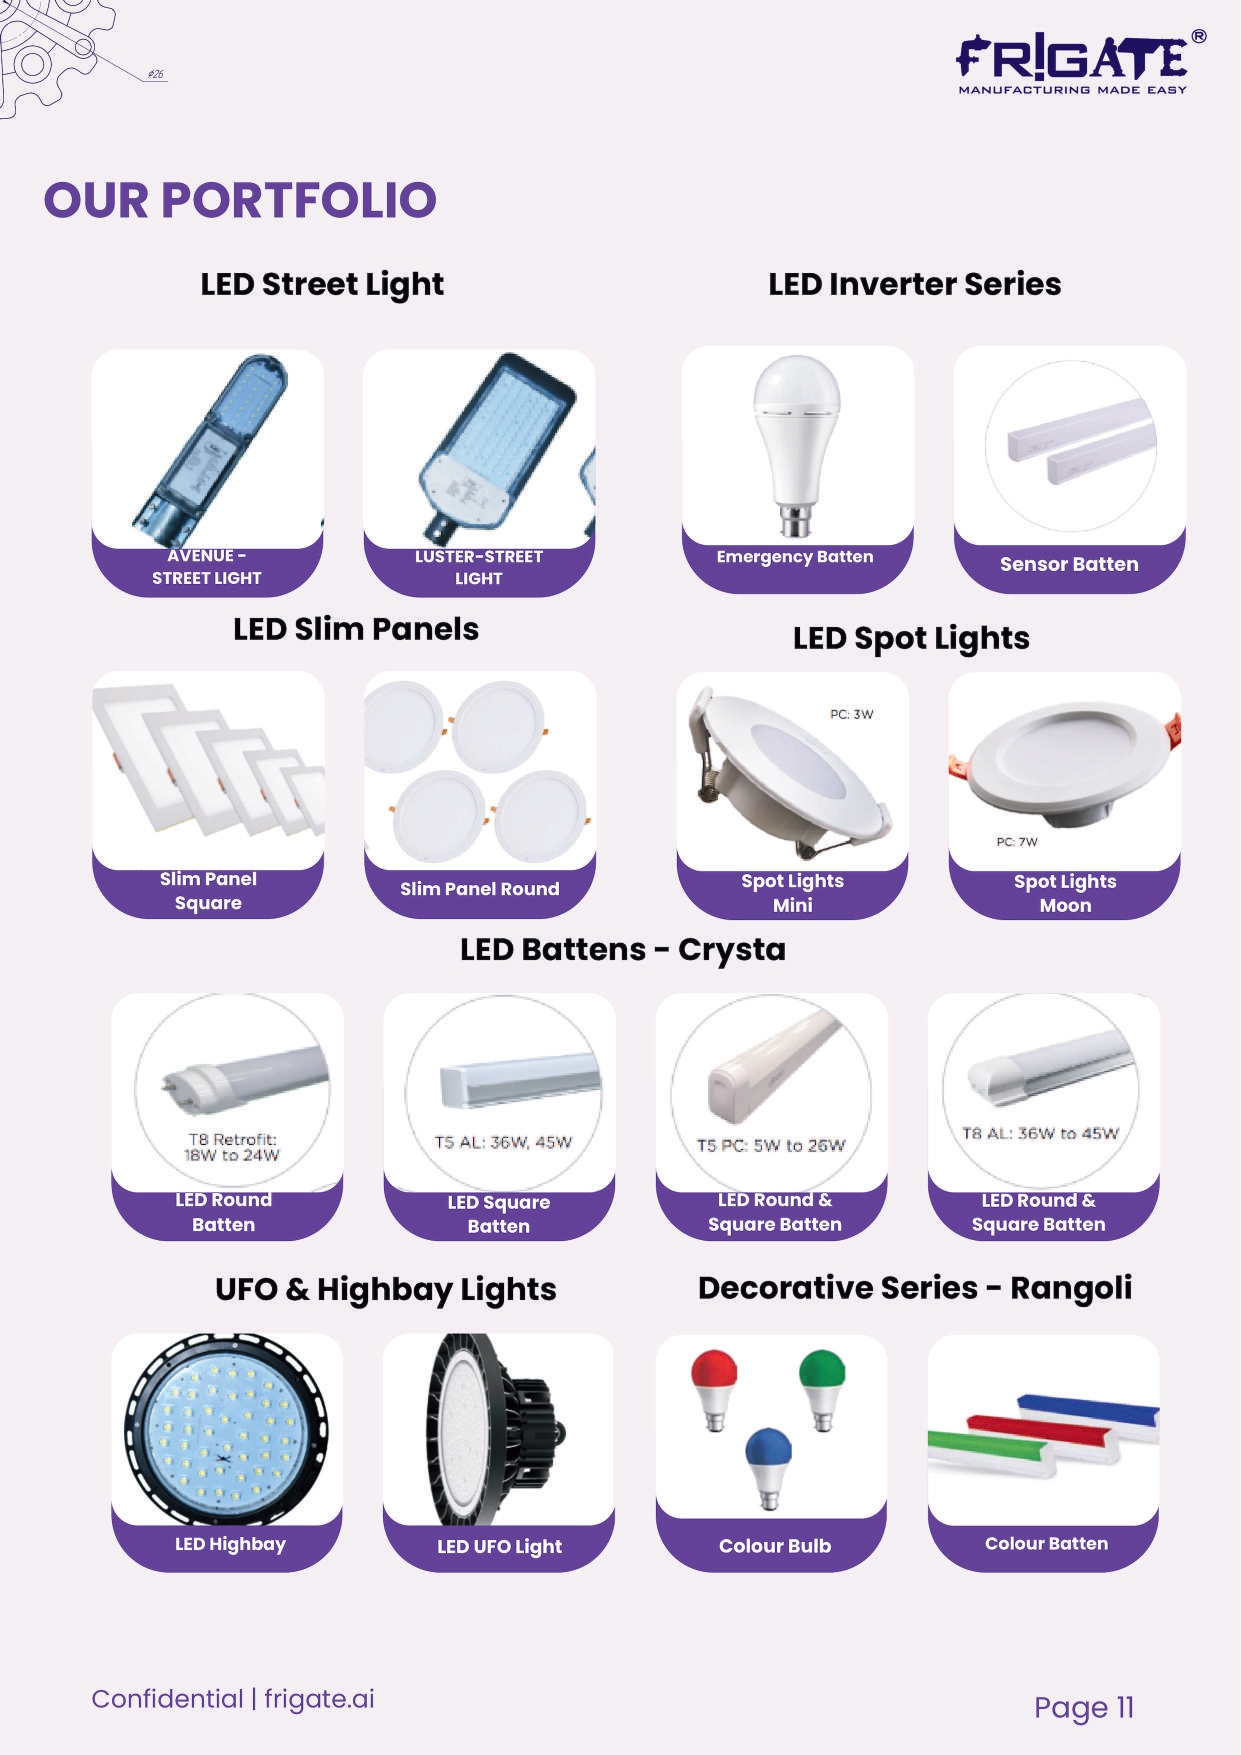 ø26
FR!GATE®
MANUFACTURING MADE EASY
OUR PORTFOLIO
LED Street Light
LED Inverter Series
AVENUE -
STREET LIGHT
LUSTER-STREET
LIGHT
Emergency Batten
Sensor Batten
LED Slim Panels
LED Spot Lights
PC: 3W
PC: 7W
Slim Panel
Square
Slim Panel Round
Spot Lights
Mini
Spot Lights
Moon
LED Battens - Crysta
T8 Retrofit:
18W to 24W
T5 AL: 36W, 45W
T5 PC: 5W to 26W
T8 AL: 36W to 45W
LED Round
Batten
LED Square
Batten
LED Round &
Square Batten
LED Round &
Square Batten
UFO & Highbay Lights
Decorative Series - Rangoli
LED Highbay
LED UFO Light
Colour Bulb
Colour Batten
Confidential | frigate.ai
Page 11